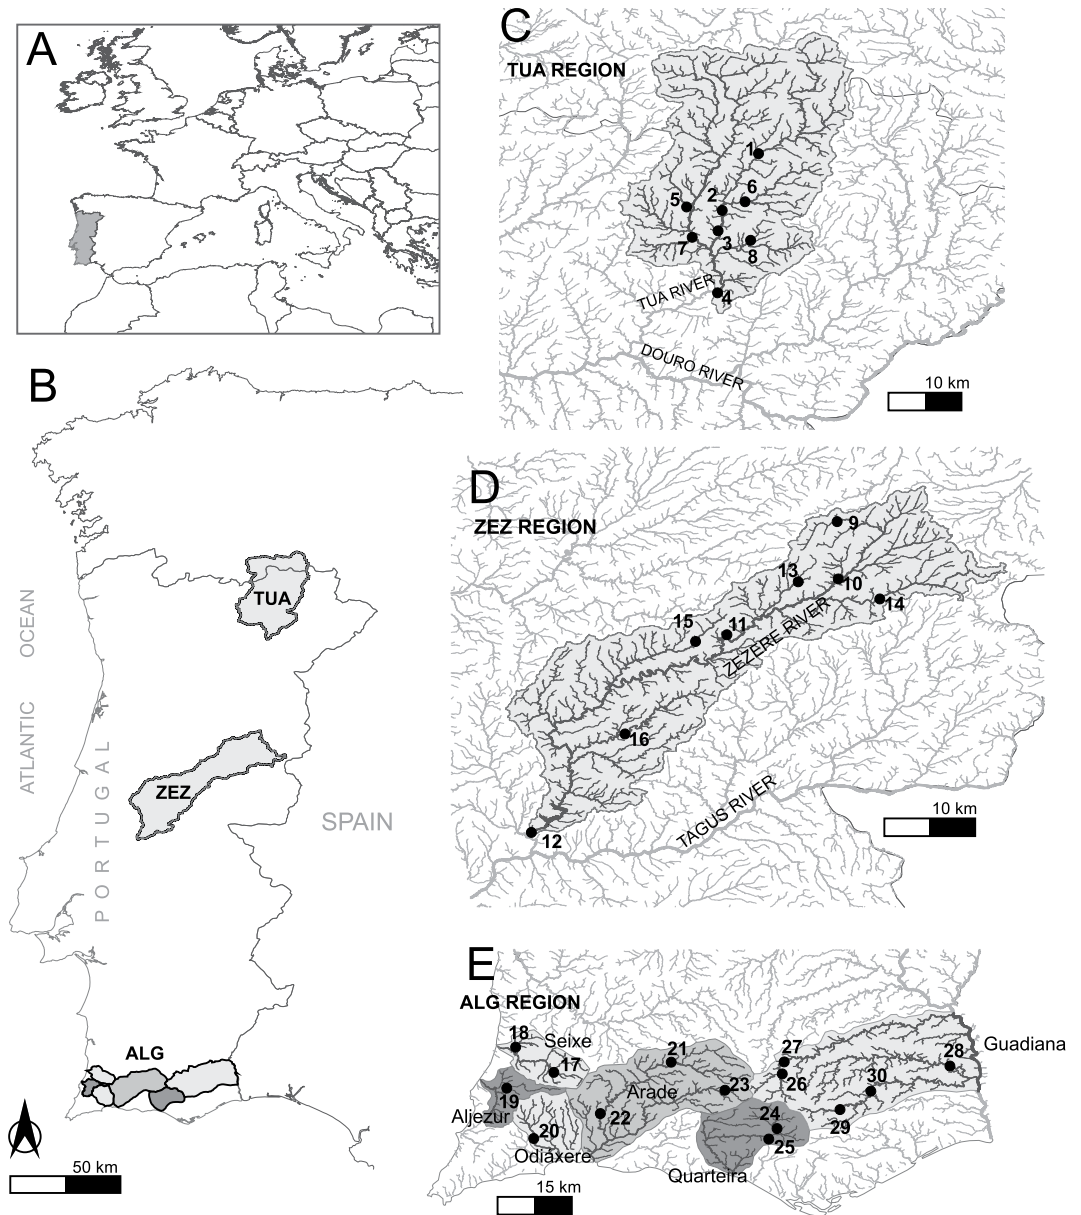 A
B
TUA
ZEZ
ALG
ATLANTIC OCEAN
PORTUGAL
SPAIN
50 km
C
TUA REGION
1
2
6
5
3
7
8
4
TUA RIVER
DOURO RIVER
10 km
D
ZEZ REGION
9
13
10
14
15
11
ZEZERE RIVER
16
12
TAGUS RIVER
10 km
E
ALG REGION
18
Seixe
17
21
27
28
Guadiana
19
Aljezur
Arade
23
26
30
22
24
29
20
25
Odiáxere
Quarteira
15 km